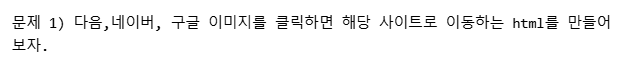 문제 1) 다음,네이버, 구글 이미지를 클릭하면 해당 사이트로 이동하는 html를 만들어
보자.